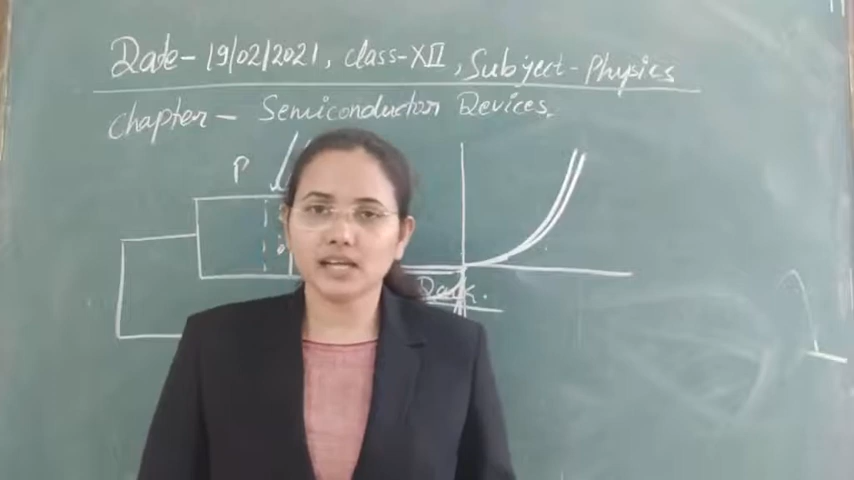 Date- 19/02/2021, class-XII, Subject-Physics
chapter- Semiconductor Devices.
P
Dark.